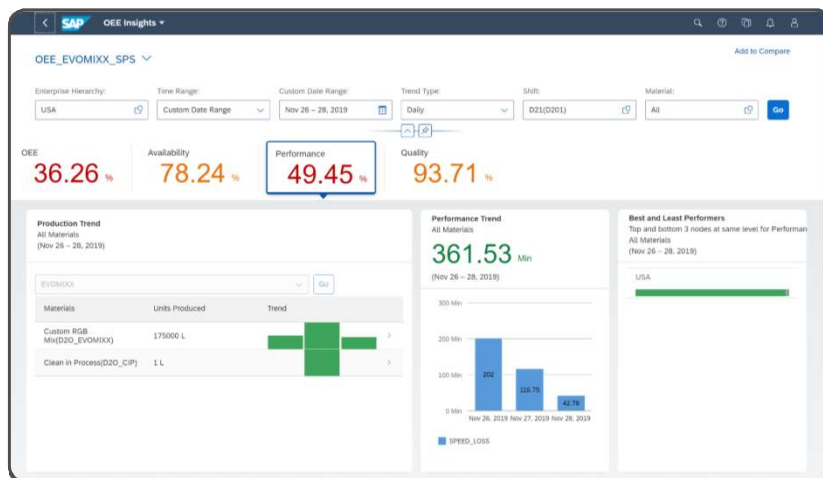 SAP OEE Insights
OEE_EVOMIXX_SPS
Add to Compare
Enterprise Hierarchy: Time Range: Custom Date Range: Trend Type: Shift: Material:
USA Custom Date Range Nov 26 – 28, 2019 Daily D21(D201) All Go
OEE Availability Performance Quality
36.26 % 78.24 % 49.45 % 93.71 %
Production Trend
All Materials
(Nov 26 – 28, 2019)
EVOMIXX Go
Materials Units Produced Trend
Custom RGB
Mix(D2O_EVOMIXX) 175000 L
Clean in Process(D2O_CIP) 1 L
Performance Trend
All Materials
361.53 Min
(Nov 26 – 28, 2019)
300 Min
200 Min
100 Min
0 Min
202
116.75
42.78
Nov 26, 2019 Nov 27, 2019 Nov 28, 2019
SPEED_LOSS
Best and Least Performers
Top and bottom 3 nodes at same level for Performan
All Materials
(Nov 26 – 28, 2019)
USA